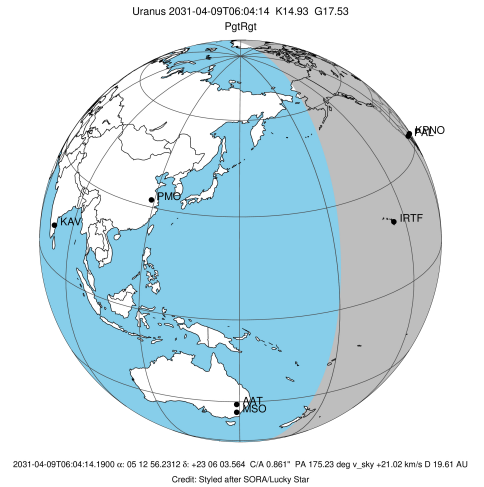 Uranus 2031-04-09T06:04:14 K14.93 G17.53
PgtRgt
KPNO
PAL
PMO
IRTF
KAV
AAT
MSO
2031-04-09T06:04:14.1900 α: 05 12 56.2312 δ: +23 06 03.564 C/A 0.861" PA 175.23 deg v_sky +21.02 km/s D 19.61 AU
Credit: Styled after SORA/Lucky Star